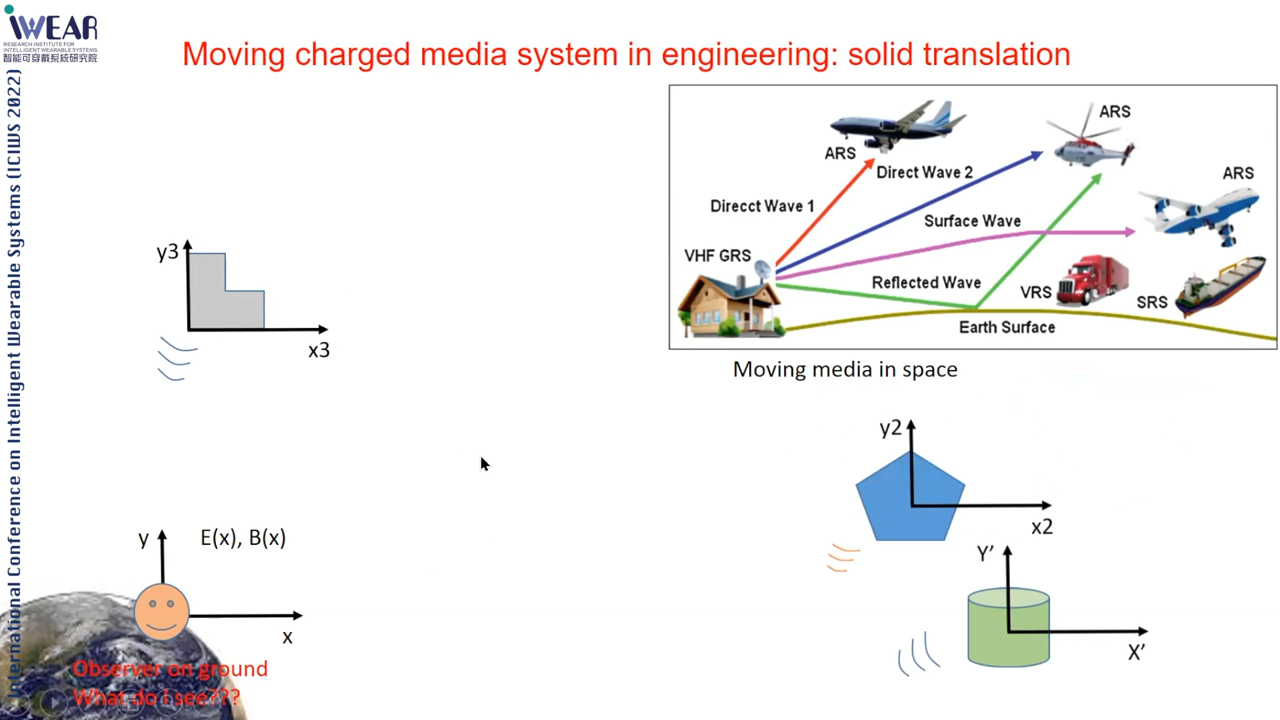 iWEAR
RESEARCH INSTITUTE FOR
INTELLIGENT WEARABLE SYSTEMS
智能可穿戴系統研究院
International Conference on Intelligent Wearable Systems (ICIWS 2022)
Moving charged media system in engineering: solid translation
ARS
ARS
Direct Wave 2
ARS
Direcct Wave 1
Surface Wave
VHF GRS
Reflected Wave
VRS
SRS
Earth Surface
Moving media in space
y3
x3
y2
x2
Y’
X’
y
E(x), B(x)
x
Observer on ground
What do I see???